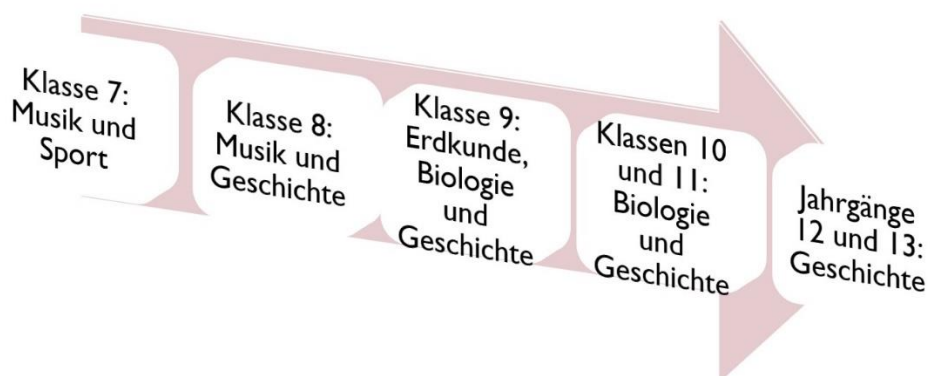 Klasse 7:
Musik und
Sport
Klasse 8:
Musik und
Geschichte
Klasse 9:
Erdkunde,
Biologie
und
Geschichte
Klassen 10
und 11:
Biologie
und
Geschichte
Jahrgänge
12 und 13:
Geschichte